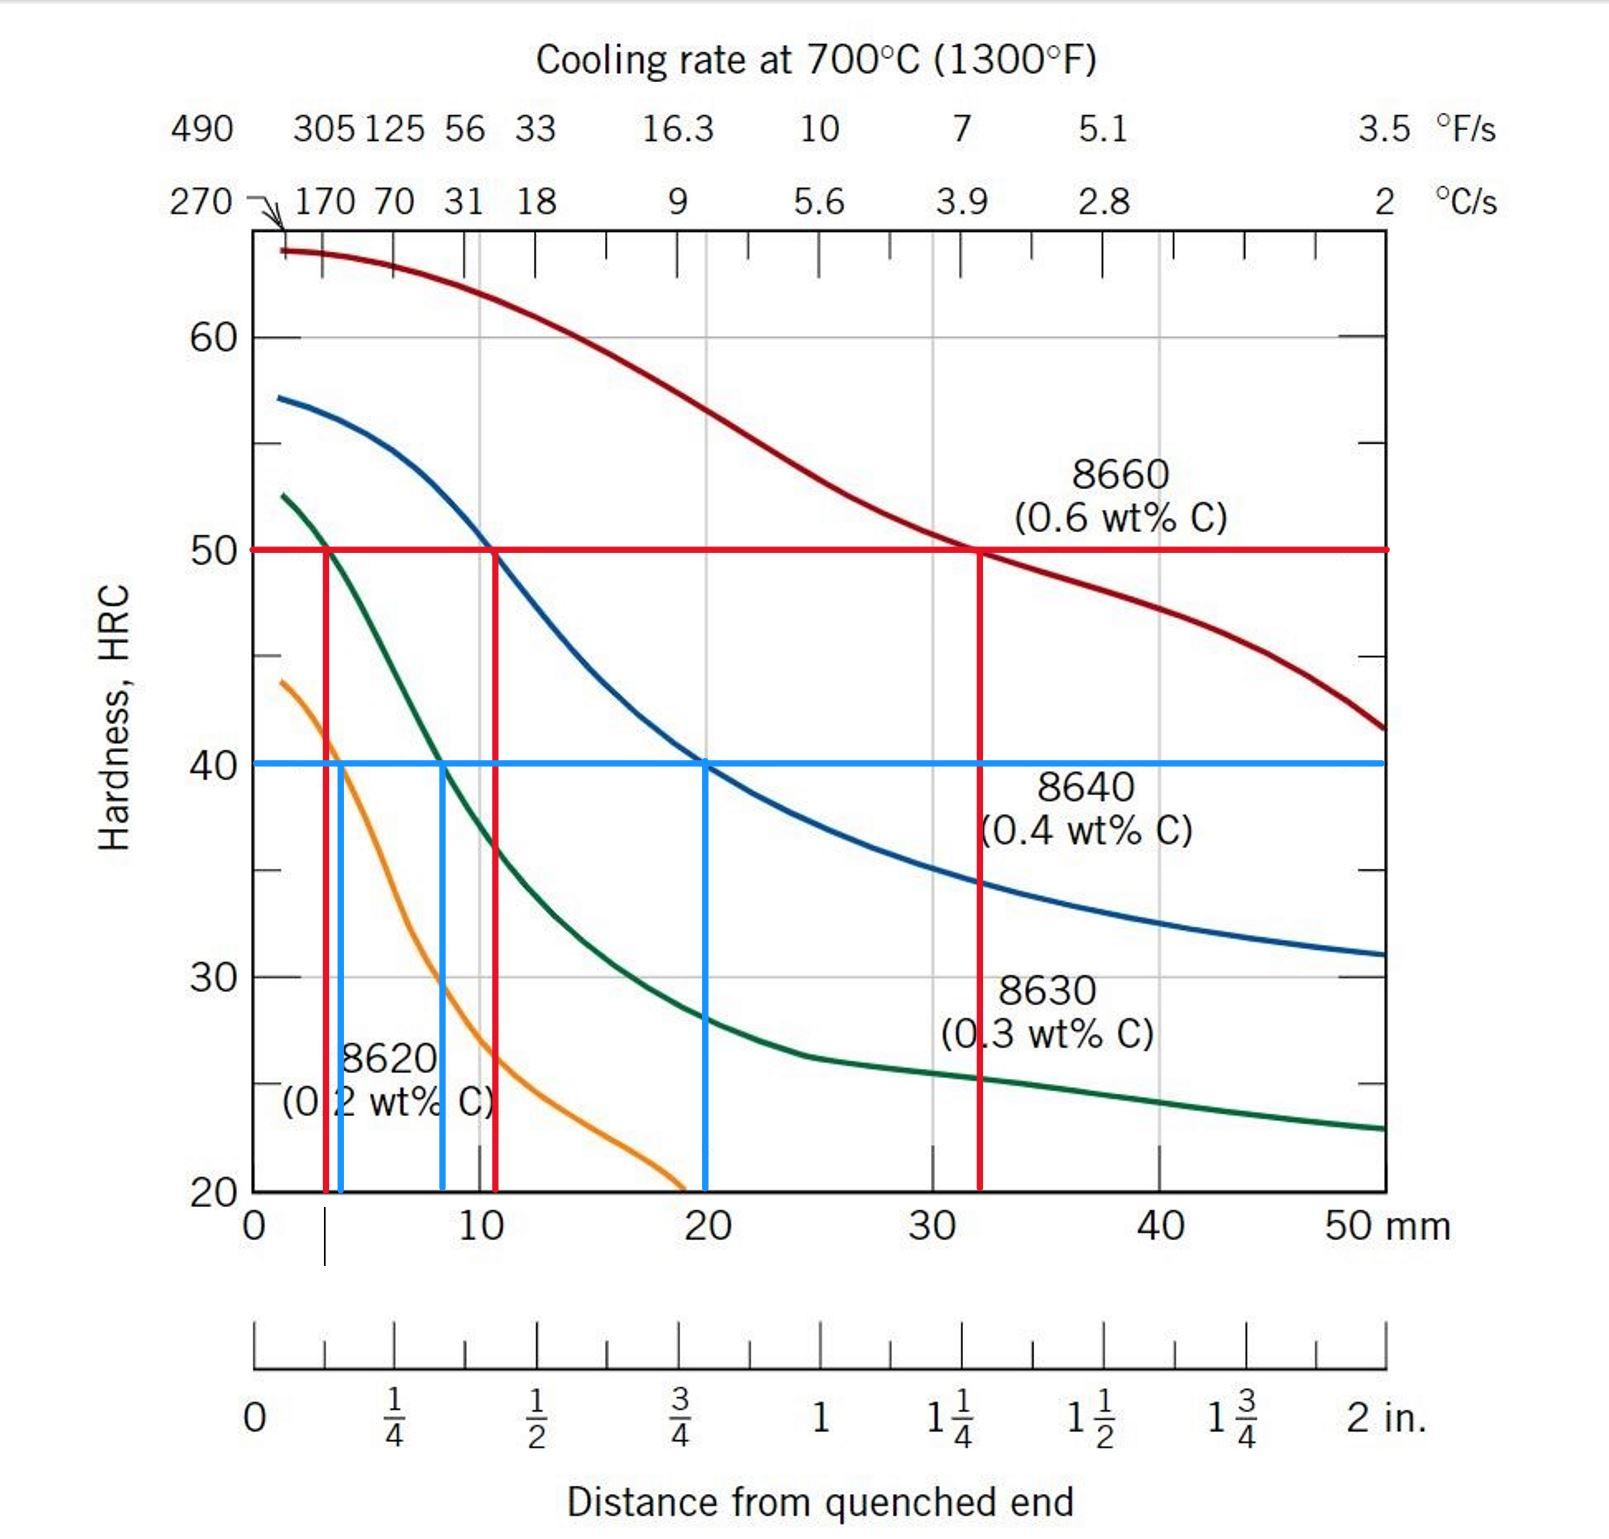 Cooling rate at 700°C (1300°F)
490 305 125 56 33 16.3 10 7 5.1 3.5 °F/s
270 170 70 31 18 9 5.6 3.9 2.8 2 °C/s
60
8660
(0.6 wt% C)
50
Hardness, HRC
40
8640
(0.4 wt% C)
30
8630
(0.3 wt% C)
8620
(0.2 wt% C)
20
0 10 20 30 40 50 mm
0 1/4 1/2 3/4 1 1 1/4 1 1/2 1 3/4 2 in.
Distance from quenched end